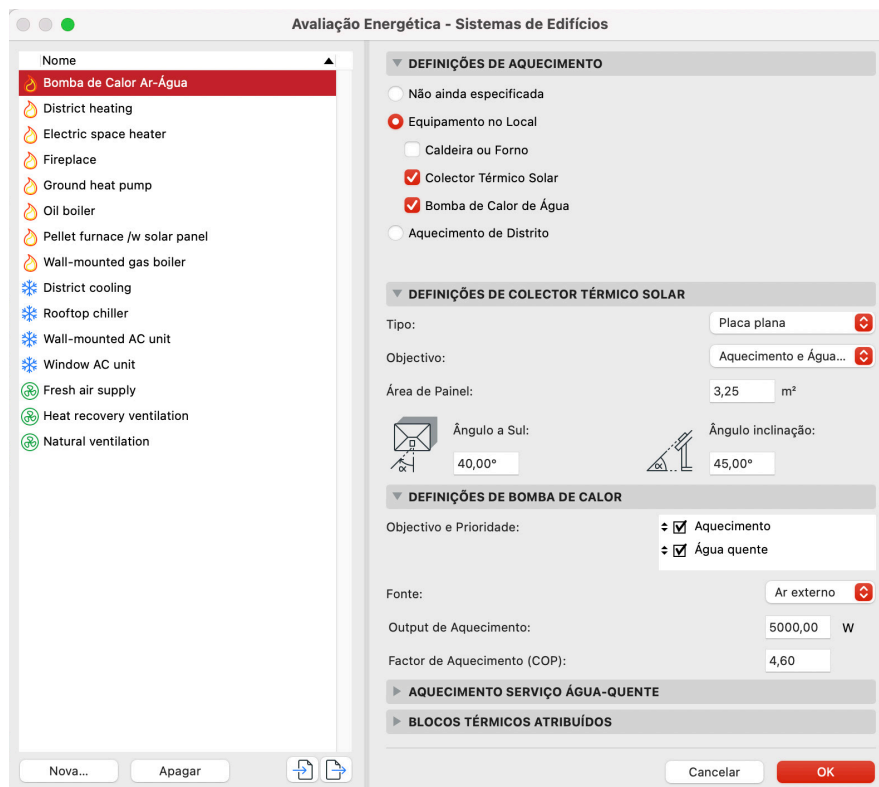 Avaliação Energética - Sistemas de Edifícios
Nome
Bomba de Calor Ar-Água
District heating
Electric space heater
Fireplace
Ground heat pump
Oil boiler
Pellet furnace /w solar panel
Wall-mounted gas boiler
District cooling
Rooftop chiller
Wall-mounted AC unit
Window AC unit
Fresh air supply
Heat recovery ventilation
Natural ventilation
Nova...
Apagar
DEFINIÇÕES DE AQUECIMENTO
Não ainda especificada
Equipamento no Local
Caldeira ou Forno
Colector Térmico Solar
Bomba de Calor de Água
Aquecimento de Distrito
DEFINIÇÕES DE COLECTOR TÉRMICO SOLAR
Tipo: Placa plana
Objectivo: Aquecimento e Água...
Área de Painel: 3,25 m²
Ângulo a Sul: Ângulo inclinação:
α 40,00° α 45,00°
DEFINIÇÕES DE BOMBA DE CALOR
Objectivo e Prioridade: Aquecimento
Água quente
Fonte: Ar externo
Output de Aquecimento: 5000,00 W
Factor de Aquecimento (COP): 4,60
AQUECIMENTO SERVIÇO ÁGUA-QUENTE
BLOCOS TÉRMICOS ATRIBUÍDOS
Cancelar OK